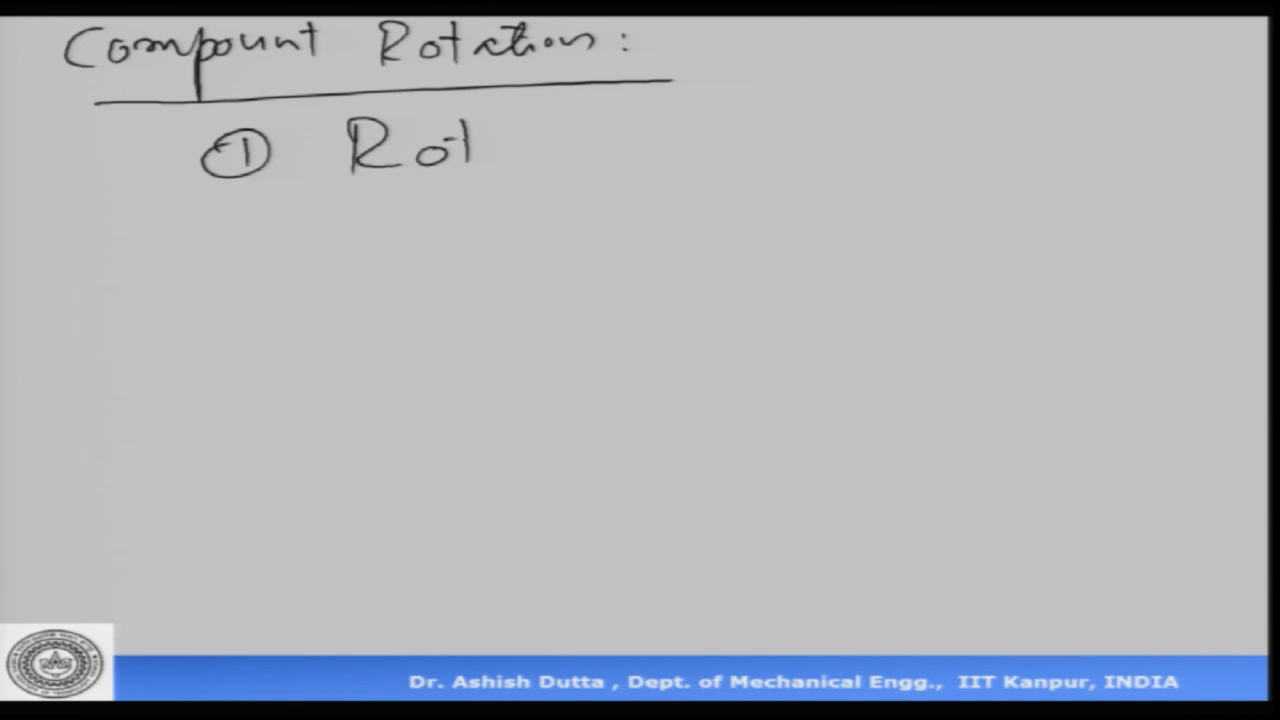 Compount Rotation:
① Rot
Dr. Ashish Dutta , Dept. of Mechanical Engg., IIT Kanpur, INDIA